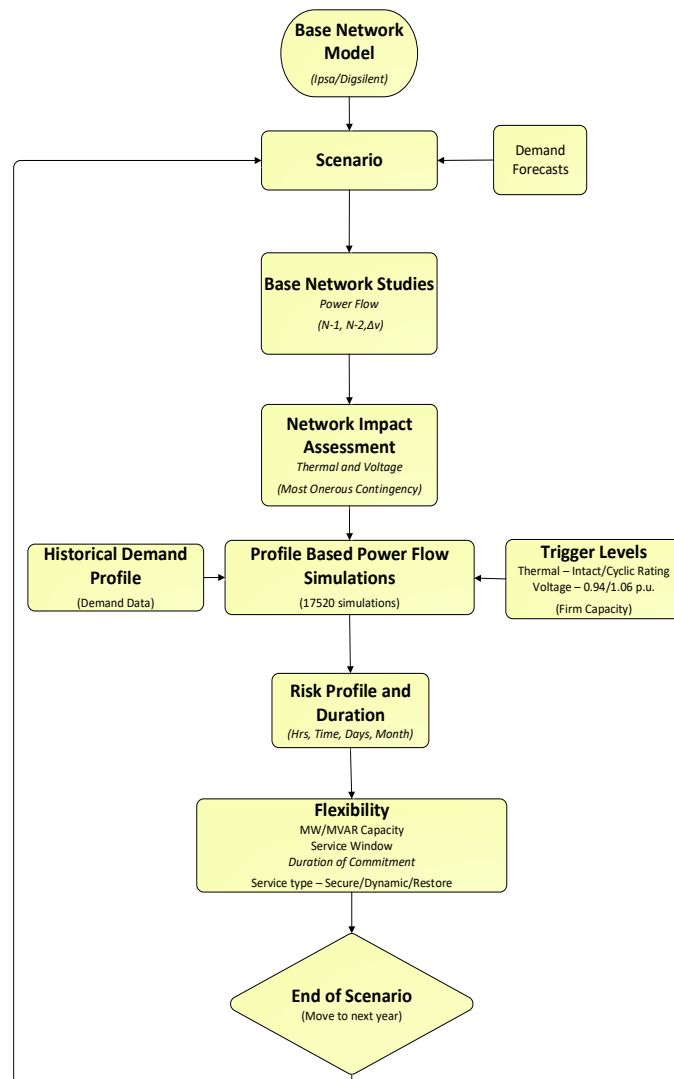 Base Network
Model
(Ipsa/Digsilent)
Scenario
Demand
Forecasts
Base Network Studies
Power Flow
(N-1, N-2,Δv)
Network Impact
Assessment
Thermal and Voltage
(Most Onerous Contingency)
Historical Demand
Profile
(Demand Data)
Profile Based Power Flow
Simulations
(17520 simulations)
Trigger Levels
Thermal – Intact/Cyclic Rating
Voltage – 0.94/1.06 p.u.
(Firm Capacity)
Risk Profile and
Duration
(Hrs, Time, Days, Month)
Flexibility
MW/MVAR Capacity
Service Window
Duration of Commitment
Service type – Secure/Dynamic/Restore
End of Scenario
(Move to next year)